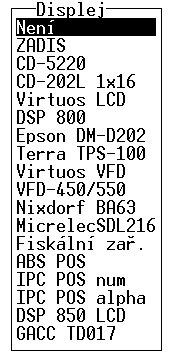 Displej
Není
ZADIS
CD-5220
CD-202L 1x16
Virtuos LCD
DSP 800
Epson DM-D202
Terra TPS-100
Virtuos VFD
VFD-450/550
Nixdorf BA63
MicrelecSDL216
Fiskální zař.
ABS POS
IPC POS num
IPC POS alpha
DSP 850 LCD
GACC TD017